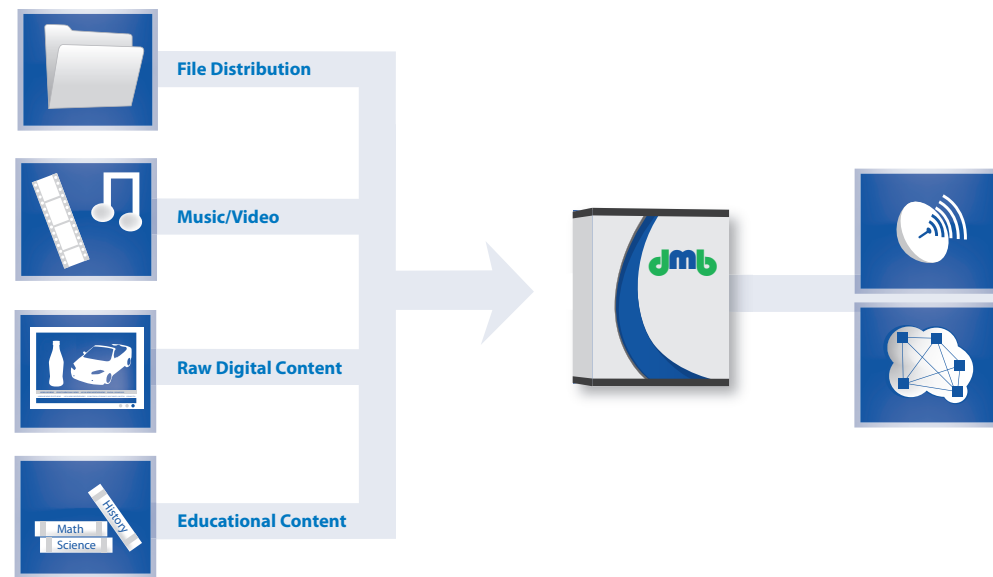 File Distribution
Music/Video
dmb
Raw Digital Content
History
Math
Science
Educational Content